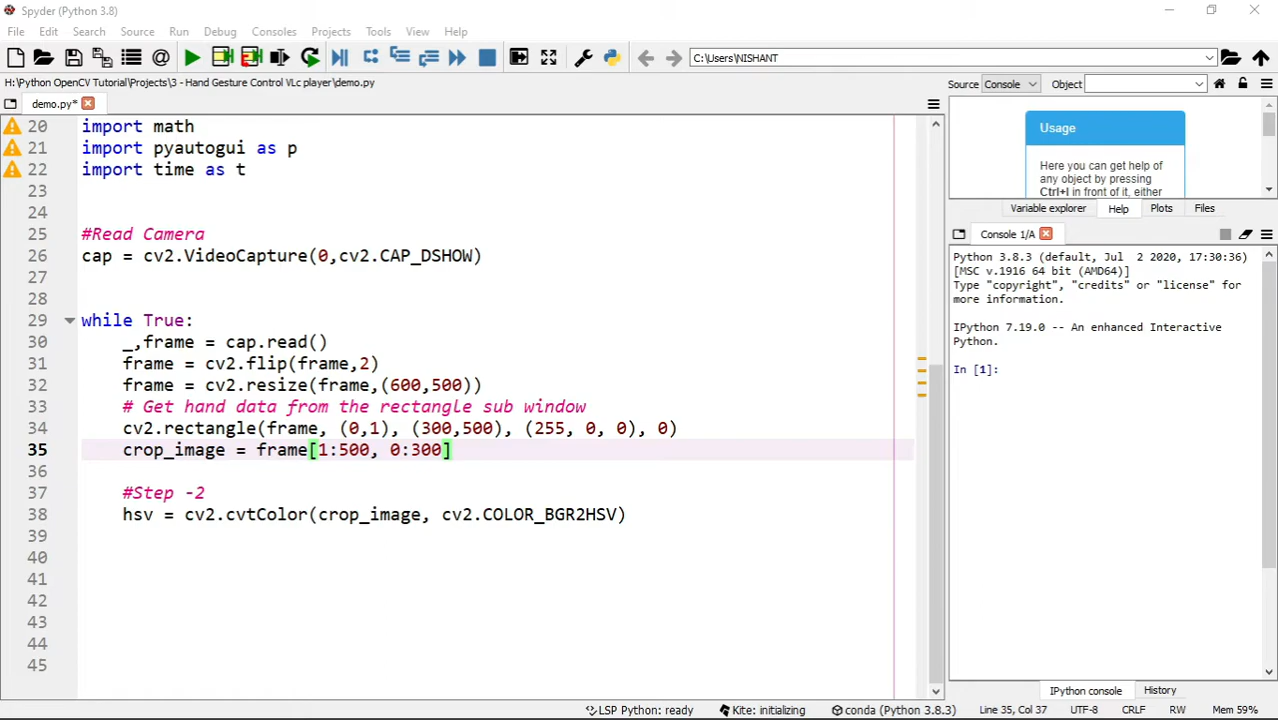 Spyder (Python 3.8)
File Edit Search Source Run Debug Consoles Projects Tools View Help
C:\Users\NISHANT
H:\Python OpenCV Tutorial\Projects\3 - Hand Gesture Control VLc player\demo.py
demo.py*
20 import math
21 import pyautogui as p
22 import time as t
23
24
25 #Read Camera
26 cap = cv2.VideoCapture(0,cv2.CAP_DSHOW)
27
28
29 while True:
30 _,frame = cap.read()
31 frame = cv2.flip(frame,2)
32 frame = cv2.resize(frame,(600,500))
33 # Get hand data from the rectangle sub window
34 cv2.rectangle(frame, (0,1), (300,500), (255, 0, 0), 0)
35 crop_image = frame[1:500, 0:300]
36
37 #Step -2
38 hsv = cv2.cvtColor(crop_image, cv2.COLOR_BGR2HSV)
39
40
41
42
43
44
45
Source Console Object
Usage
Here you can get help of
any object by pressing
Ctrl+I in front of it, either
Variable explorer Help Plots Files
Console 1/A
Python 3.8.3 (default, Jul 2 2020, 17:30:36)
[MSC v.1916 64 bit (AMD64)]
Type "copyright", "credits" or "license" for
more information.
IPython 7.19.0 -- An enhanced Interactive
Python.
In [1]:
IPython console History
LSP Python: ready Kite: initializing conda (Python 3.8.3) Line 35, Col 37 UTF-8 CRLF RW Mem 59%